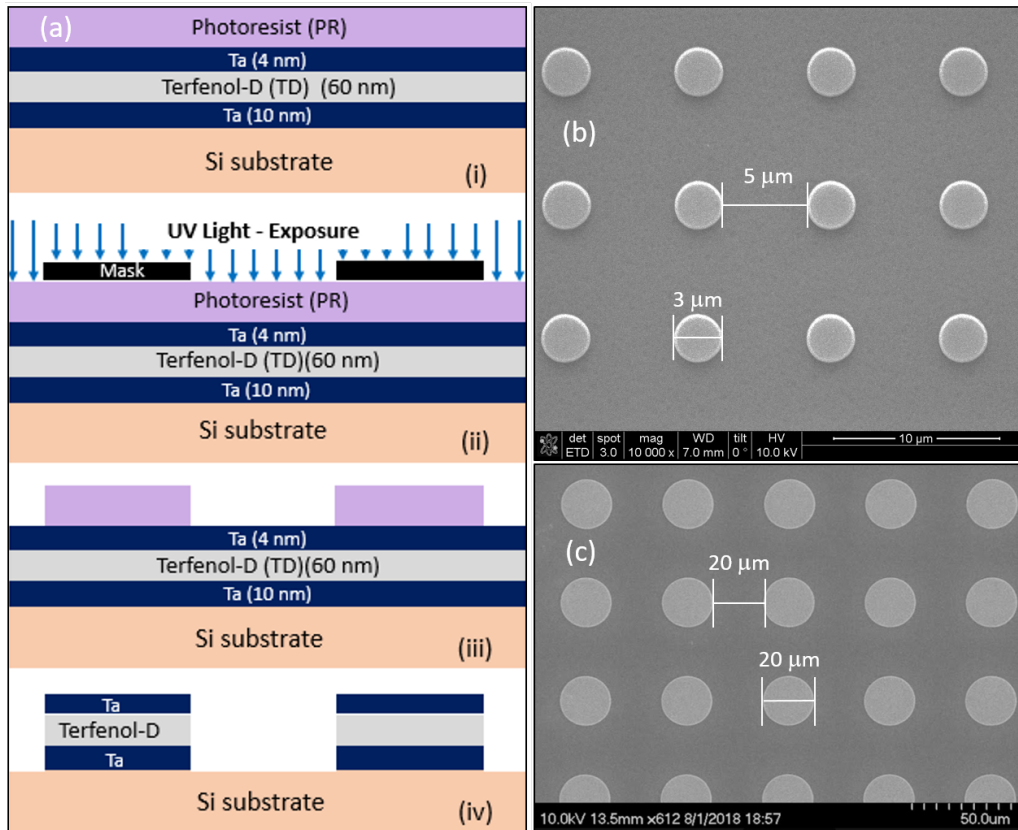 (a)
Photoresist (PR)
Ta (4 nm)
Terfenol-D (TD) (60 nm)
Ta (10 nm)
Si substrate
(i)
UV Light - Exposure
Mask
Photoresist (PR)
Ta (4 nm)
Terfenol-D (TD)(60 nm)
Ta (10 nm)
Si substrate
(ii)
Ta (4 nm)
Terfenol-D (TD)(60 nm)
Ta (10 nm)
Si substrate
(iii)
Ta
Terfenol-D
Ta
Si substrate
(iv)
(b)
5 μm
3 μm
det spot mag WD tilt HV
ETD 3.0 10 000 x 7.0 mm 0 ° 10.0 kV
10 µm
(c)
20 μm
20 μm
10.0kV 13.5mm x612 8/1/2018 18:57
50.0um